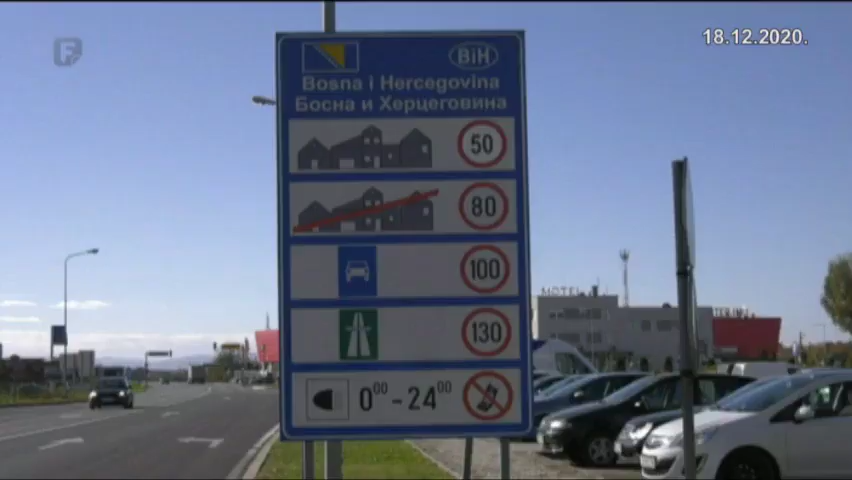 F
18.12.2020.
BiH
Bosna i Hercegovina
Босна и Херцеговина
50
80
100
130
0⁰⁰ - 24⁰⁰
MOTEL